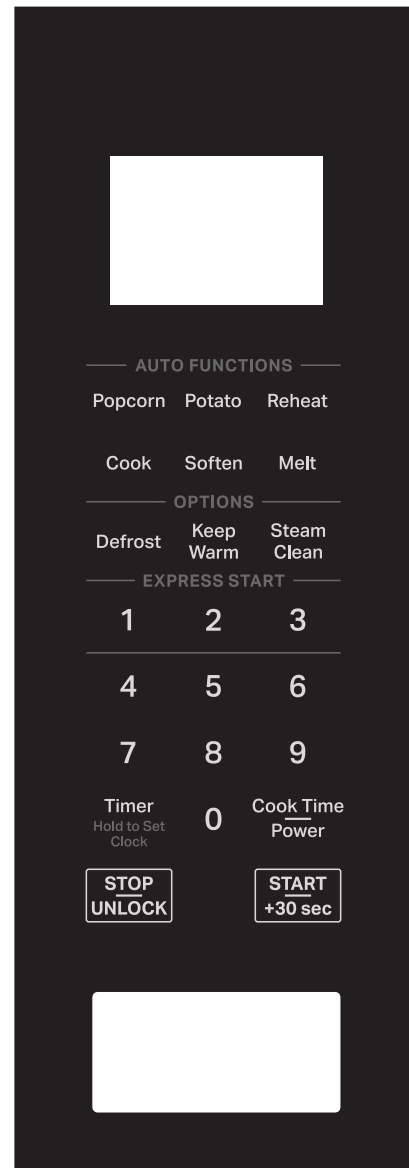 AUTO FUNCTIONS
Popcorn Potato Reheat
Cook Soften Melt
OPTIONS
Defrost Keep Warm Steam Clean
EXPRESS START
1 2 3
4 5 6
7 8 9
Timer Hold to Set Clock 0 Cook Time Power
STOP UNLOCK START +30 sec